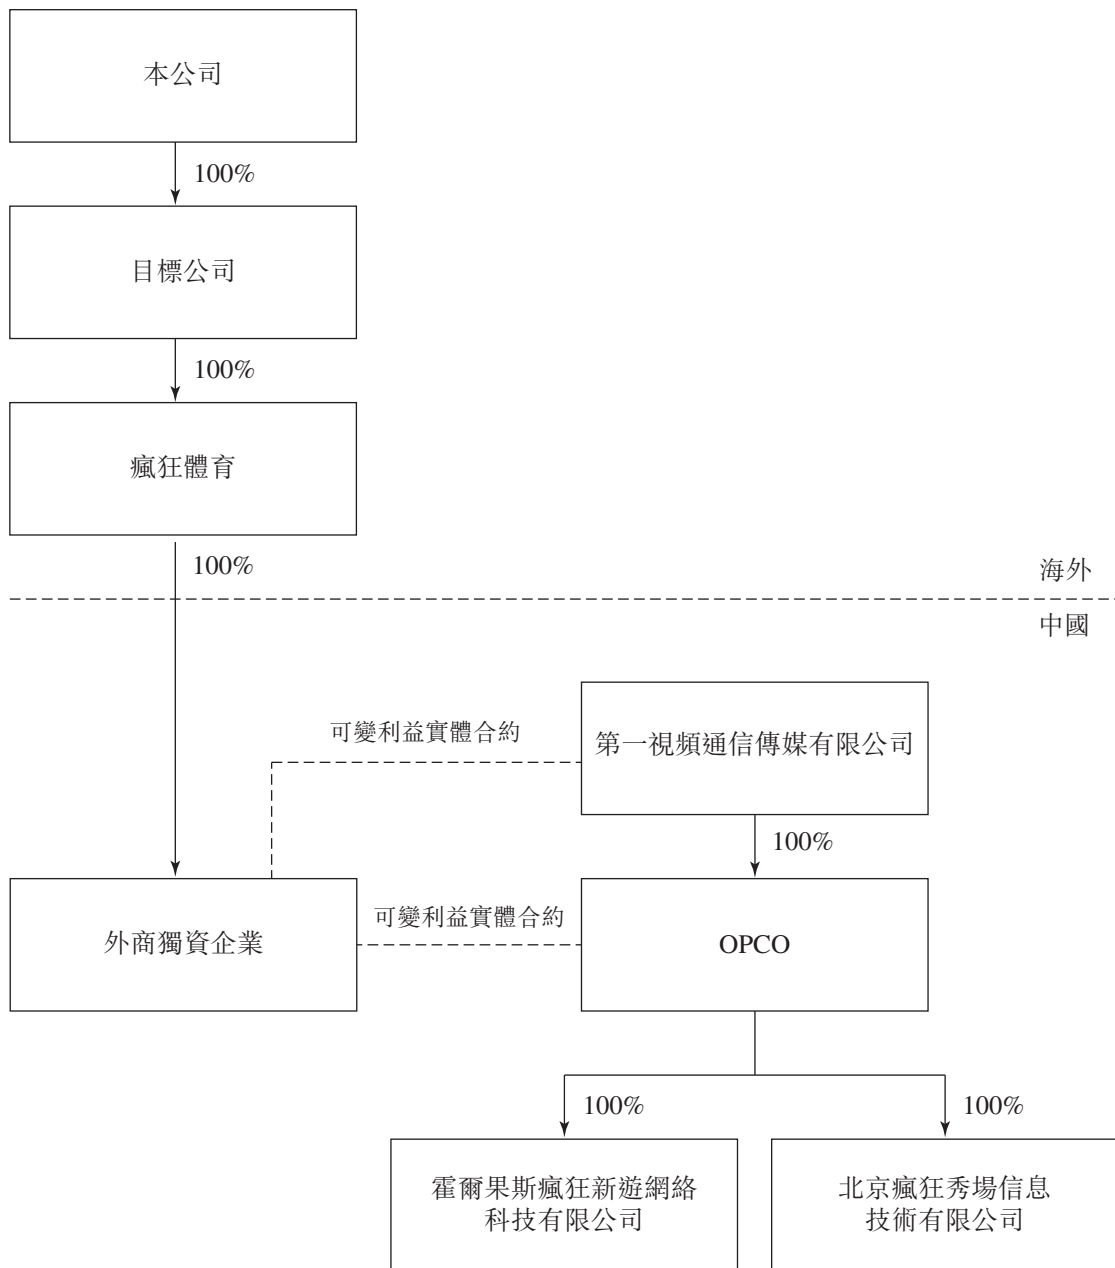 本公司
100%
目標公司
100%
瘋狂體育
100%
海外
中國
可變利益實體合約
第一視頻通信傳媒有限公司
100%
外商獨資企業
可變利益實體合約
OPCO
100%
100%
霍爾果斯瘋狂新遊網絡
科技有限公司
北京瘋狂秀場信息
技術有限公司